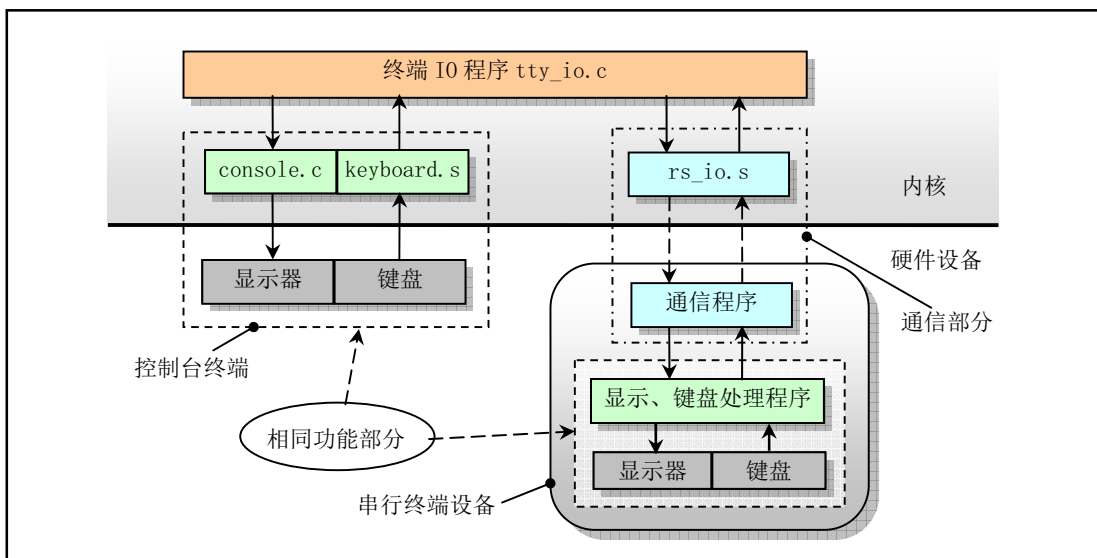 终端 IO 程序 tty_io.c
console.c
keyboard.s
rs_io.s
内核
显示器
键盘
硬件设备
通信程序
通信部分
控制台终端
显示、键盘处理程序
相同功能部分
显示器
键盘
串行终端设备